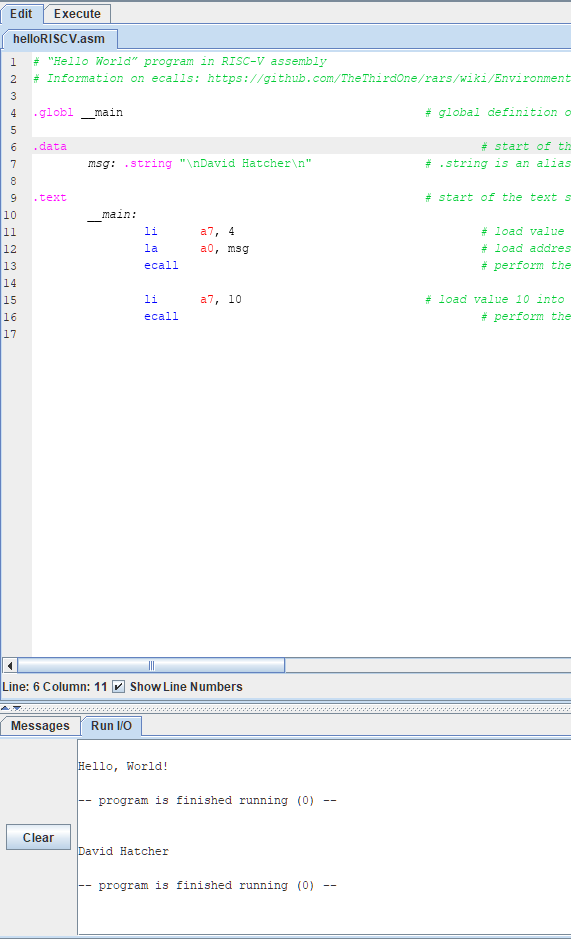 Edit Execute
helloRISCV.asm
1 # “Hello World” program in RISC-V assembly
2 # Information on ecalls: https://github.com/TheThirdOne/rars/wiki/Environment
3
4 .globl __main # global definition o
5
6 .data # start of th
7 msg: .string "\nDavid Hatcher\n" # .string is an alias
8
9 .text # start of the text s
10 __main:
11 li a7, 4 # load value
12 la a0, msg # load addres
13 ecall # perform the
14
15 li a7, 10 # load value 10 into
16 ecall # perform the
17
Line: 6 Column: 11 Show Line Numbers
Messages Run I/O
Clear
Hello, World!
-- program is finished running (0) --
David Hatcher
-- program is finished running (0) --